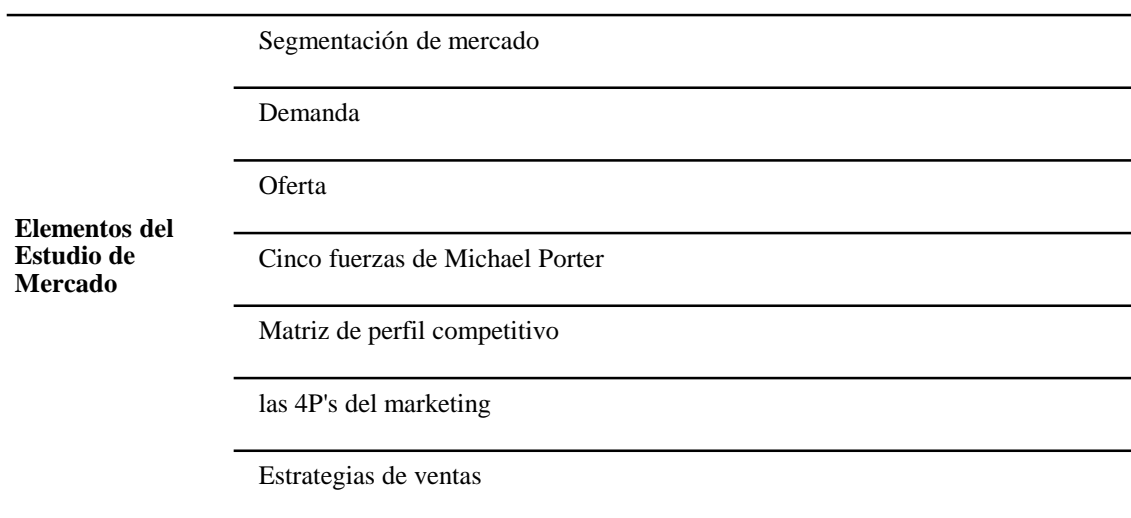 Segmentación de mercado
Demanda
Oferta
Elementos del
Estudio de
Mercado
Cinco fuerzas de Michael Porter
Matriz de perfil competitivo
las 4P's del marketing
Estrategias de ventas